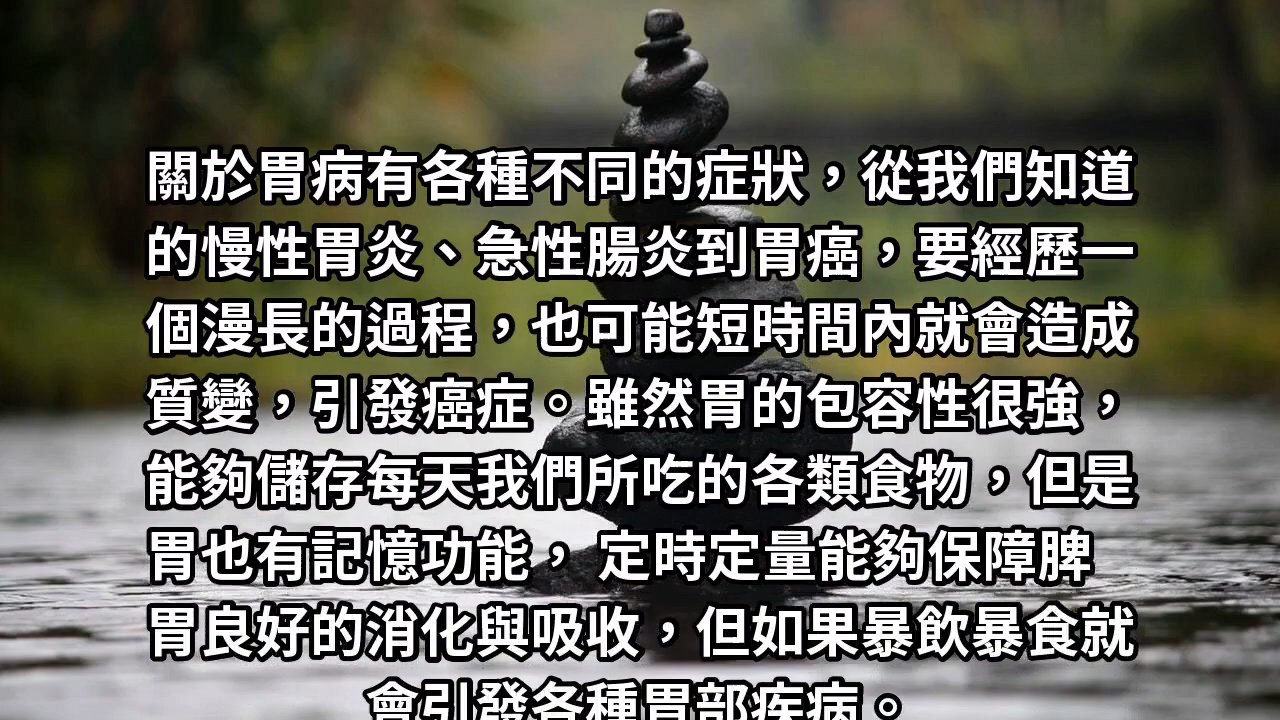 關於胃病有各種不同的症狀，從我們知道
的慢性胃炎、急性腸炎到胃癌，要經歷一
個漫長的過程，也可能短時間內就會造成
質變，引發癌症。雖然胃的包容性很強，
能夠儲存每天我們所吃的各類食物，但是
胃也有記憶功能， 定時定量能夠保障脾
胃良好的消化與吸收，但如果暴飲暴食就
會引發各種胃部疾病。